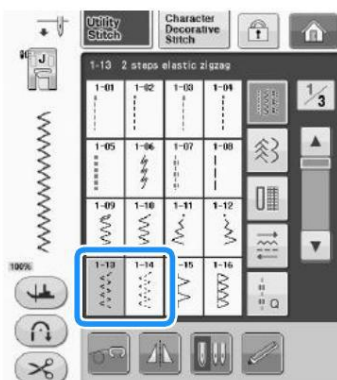 Utility
Stitch
Character
Decorative
Stitch
J
1-13 2 steps elastic zigzag
1/3
1-01 1-02 1-03 1-04
1-05 1-06 1-07 1-08
1-09 1-10 1-11 1-12
1-13 1-14 1-15 1-16
100%
Q